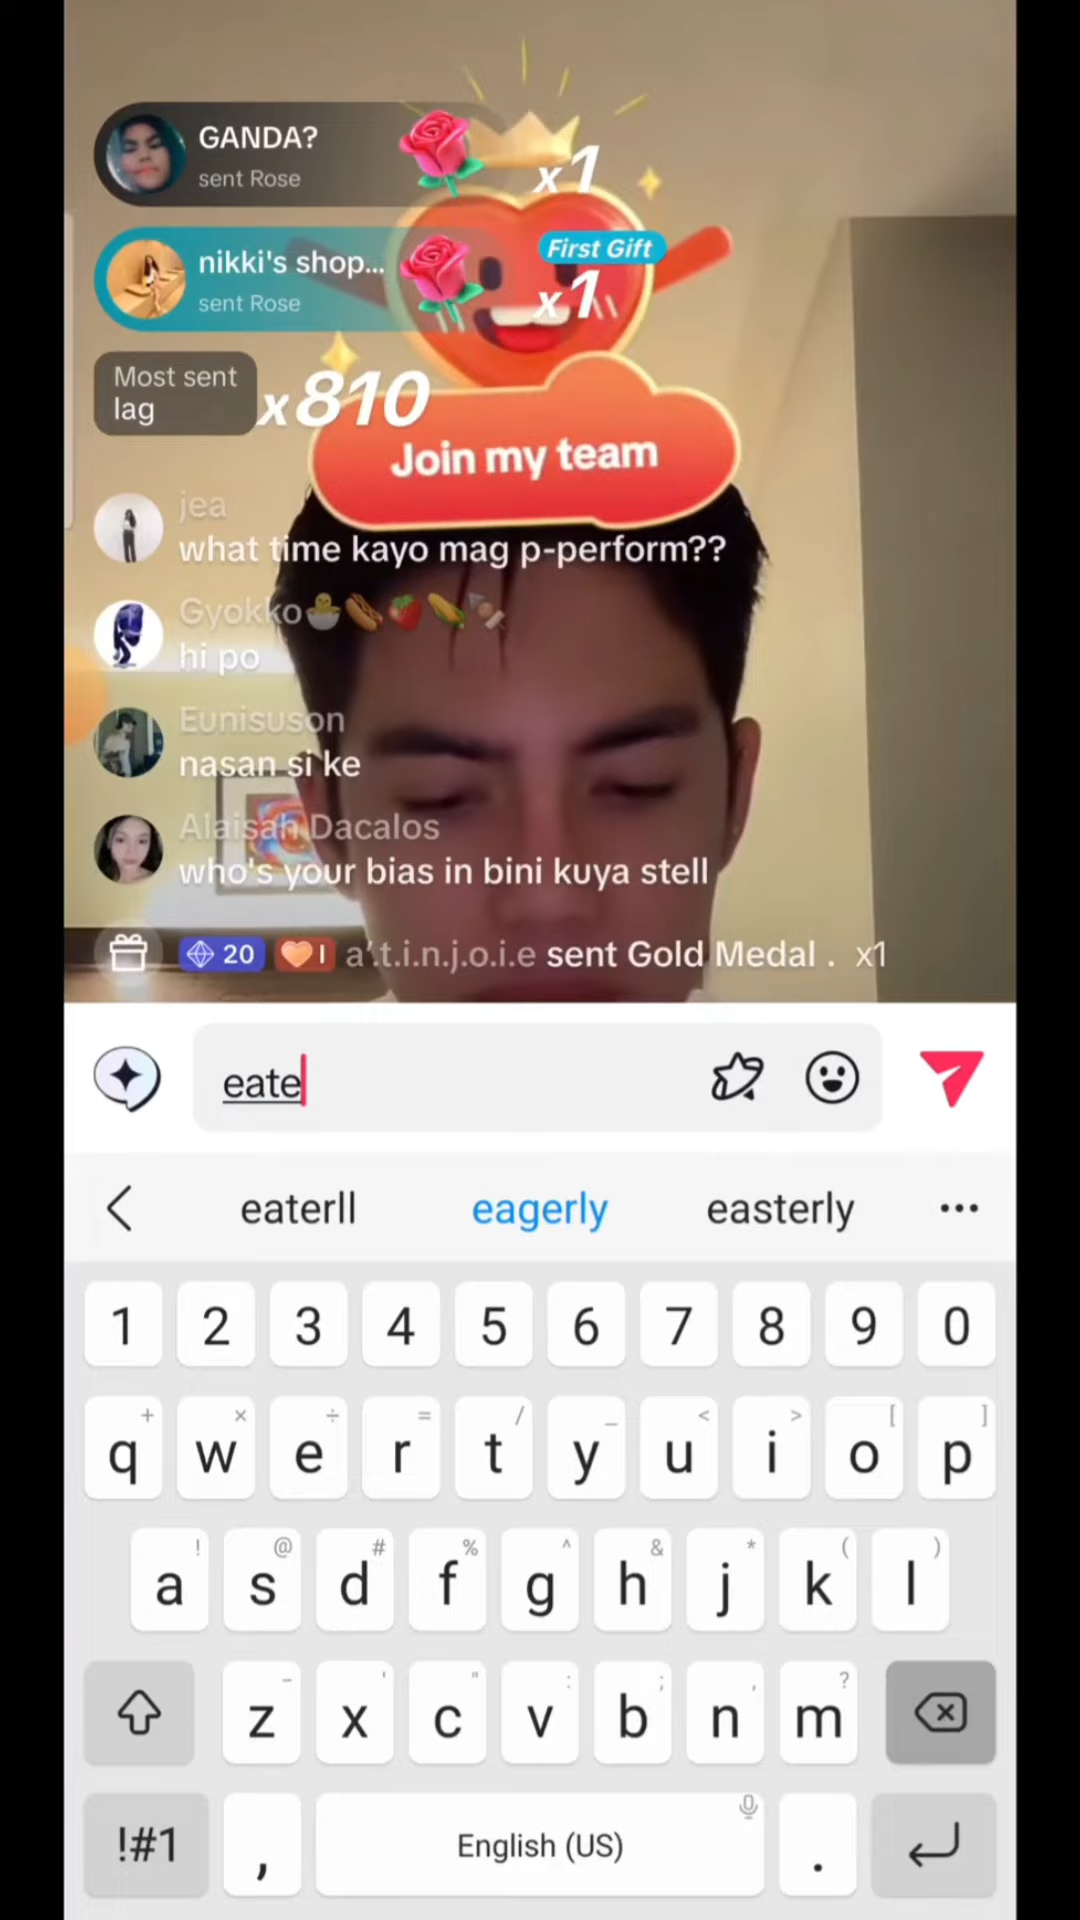 GANDA?
sent Rose
x1
First Gift
nikki's shop...
sent Rose
x1
Most sent
lag
x810
Join my team
jea
what time kayo mag p-perform??
Gyokko
hi po
Eunisuson
nasan si ke
Alaisah Dacalos
who's your bias in bini kuya stell
20 I a'.t.i.n.j.o.i.e sent Gold Medal . x1
eate
eaterll eagerly easterly ...
1 2 3 4 5 6 7 8 9 0
+ × ÷ = / _ < > [ ]
q w e r t y u i o p
! @ # % ^ & * ( )
a s d f g h j k l
- ' " : ; , ?
z x c v b n m
!#1 , English (US) .